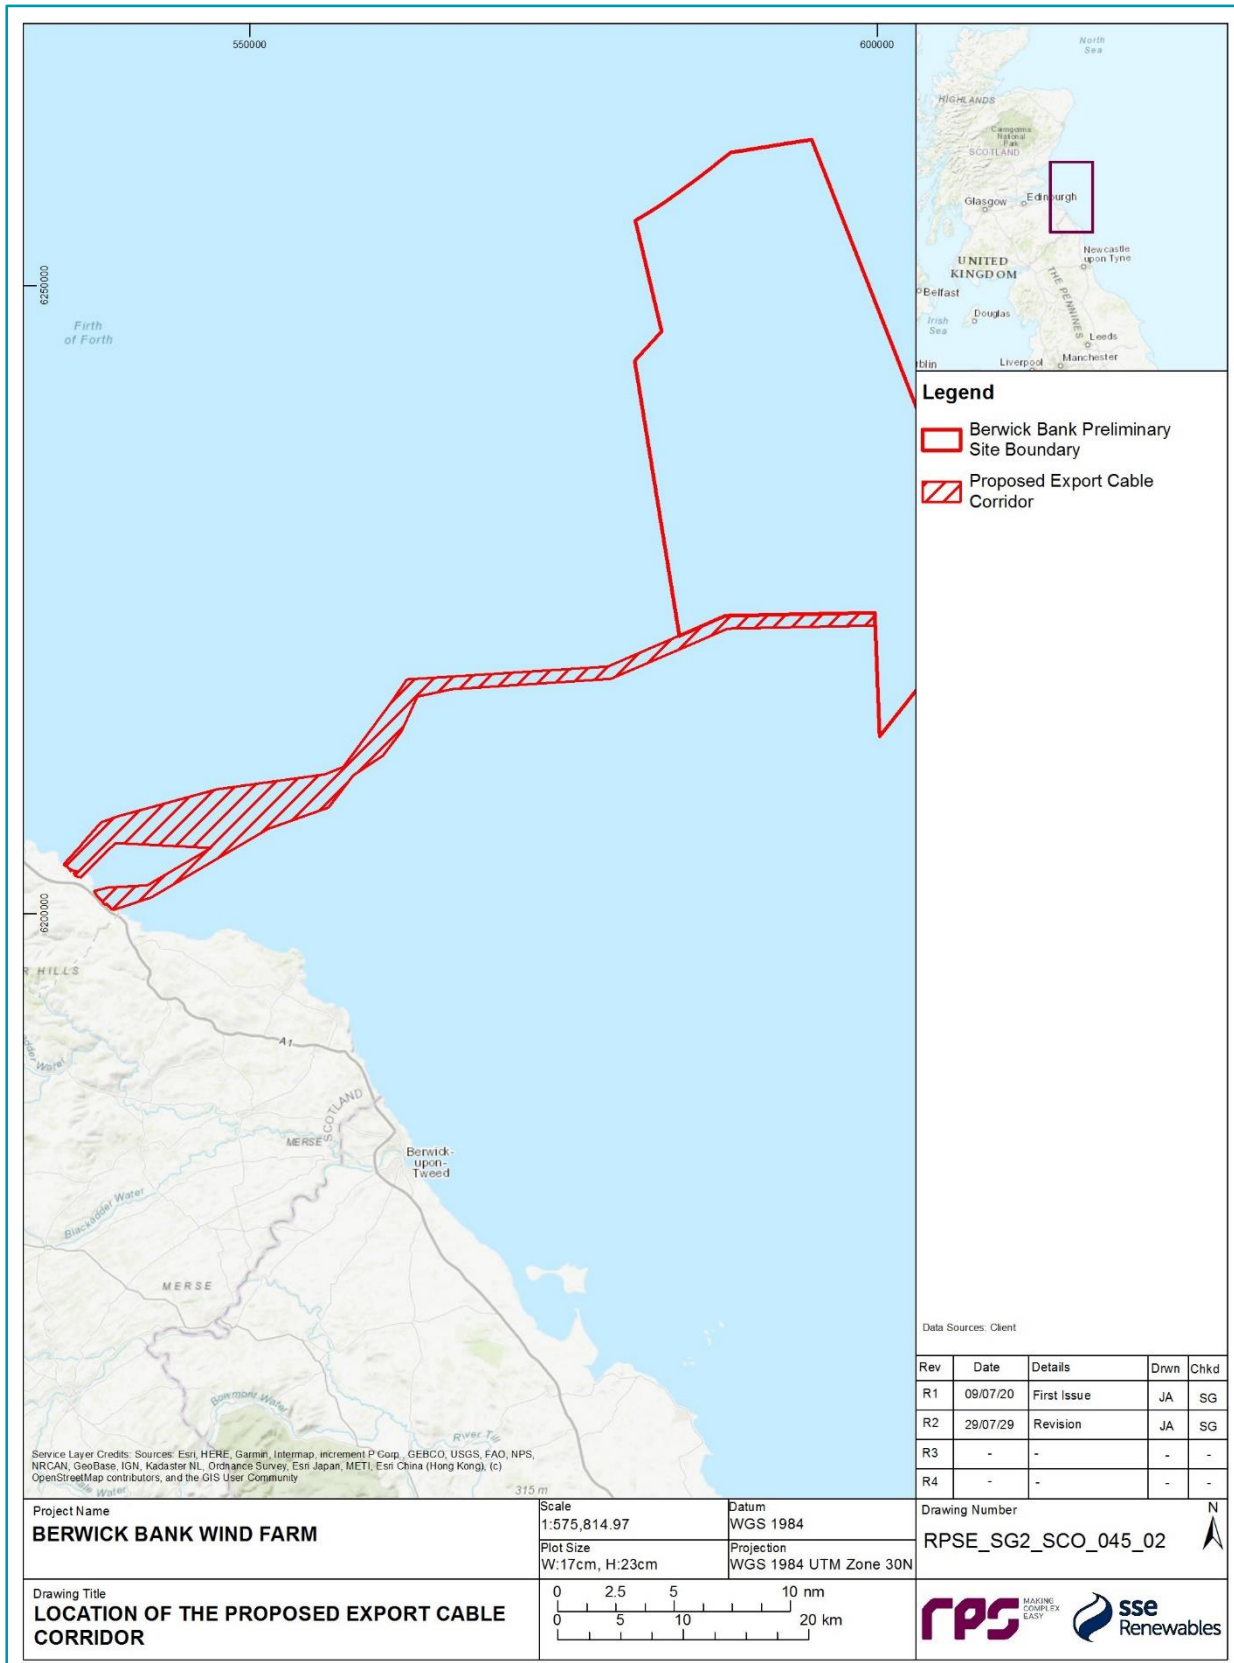 550000
600000
6250000
6200000
Firth
of Forth
HILLS
A1
SCOTLAND
MERSE
Berwick-
upon-
Tweed
Blackadder Water
MERSE
Bowmont Water
River Till
315 m
Service Layer Credits: Sources: Esri, HERE, Garmin, Intermap, increment P Corp., GEBCO, USGS, FAO, NPS,
NRCAN, GeoBase, IGN, Kadaster NL, Ordnance Survey, Esri Japan, METI, Esri China (Hong Kong), (c)
OpenStreetMap contributors, and the GIS User Community
North
Sea
HIGHLANDS
Cairngorms
National
Park
SCOTLAND
Glasgow
Edinburgh
Newcastle
upon Tyne
UNITED
KINGDOM
THE PENNINES
Belfast
Douglas
Irish
Sea
Leeds
Liverpool
Manchester
blin
Legend
Berwick Bank Preliminary
Site Boundary
Proposed Export Cable
Corridor
Data Sources: Client
Rev Date Details Drwn Chkd
R1 09/07/20 First Issue JA SG
R2 29/07/29 Revision JA SG
R3 - - - -
R4 - - - -
Project Name
BERWICK BANK WIND FARM
Scale
1:575,814.97
Datum
WGS 1984
Plot Size
W:17cm, H:23cm
Projection
WGS 1984 UTM Zone 30N
Drawing Number
RPSE_SG2_SCO_045_02
N
Drawing Title
LOCATION OF THE PROPOSED EXPORT CABLE
CORRIDOR
0 2.5 5 10 nm
0 5 10 20 km
rps
MAKING
COMPLEX
EASY
sse
Renewables